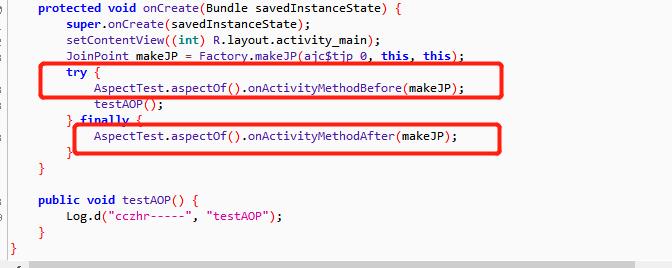 protected void onCreate(Bundle savedInstanceState) {
super.onCreate(savedInstanceState);
setContentView((int) R.layout.activity_main);
JoinPoint makeJP = Factory.makeJP(ajc$tjp_0, this, this);
try {
AspectTest.aspectOf().onActivityMethodBefore(makeJP);
testAOP();
} finally {
AspectTest.aspectOf().onActivityMethodAfter(makeJP);
}
}
public void testAOP() {
Log.d("cczhr-----", "testAOP");
}
}